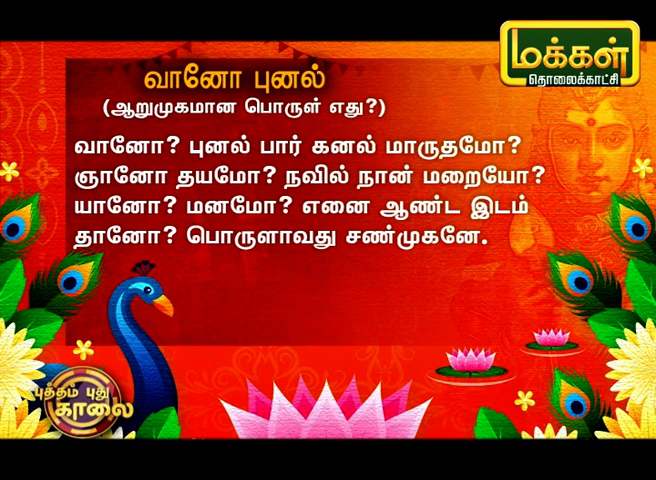 மக்கள்
தொலைக்காட்சி
வானோ புனல்
(ஆறுமுகமான பொருள் எது?)
வானோ? புனல் பார் கனல் மாருதமோ?
ஞானோ தயமோ? நவில் நான் மறையோ?
யானோ? மனமோ? எனை ஆண்ட இடம்
தானோ? பொருளாவது சண்முகனே.
புத்தம் புது
காலை